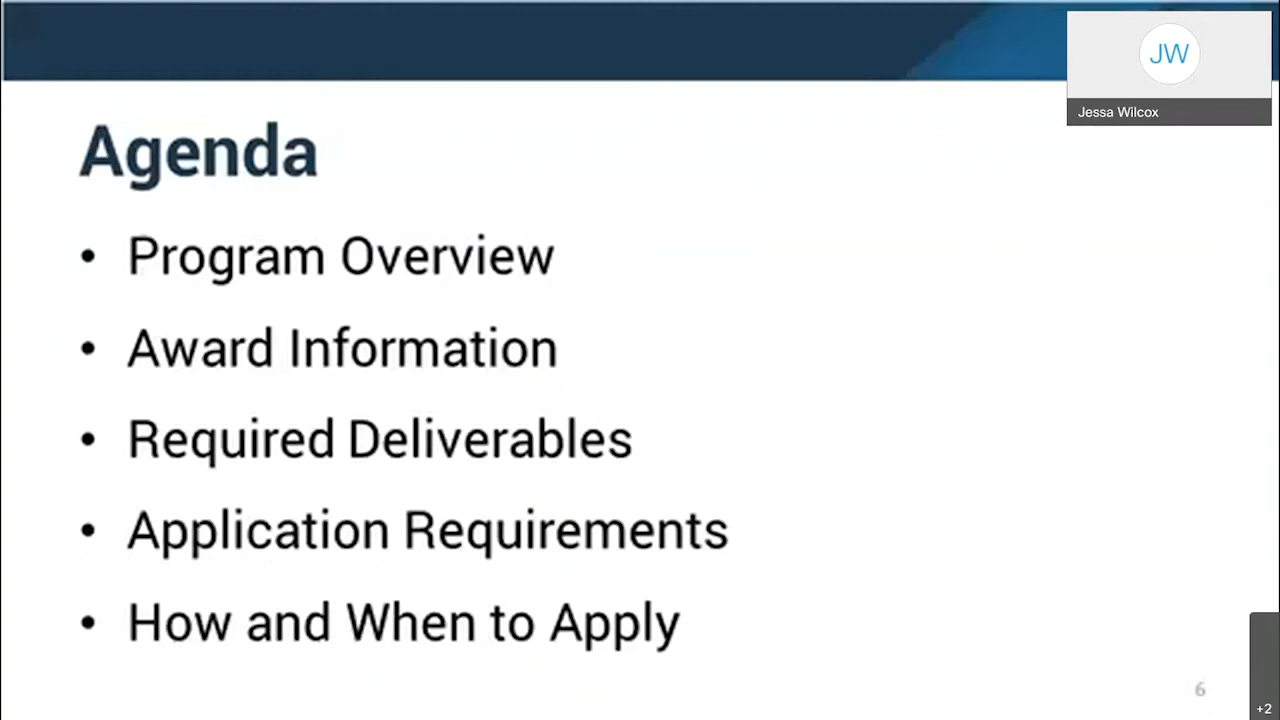 JW
Jessa Wilcox
Agenda
• Program Overview
• Award Information
• Required Deliverables
• Application Requirements
• How and When to Apply
6
+2